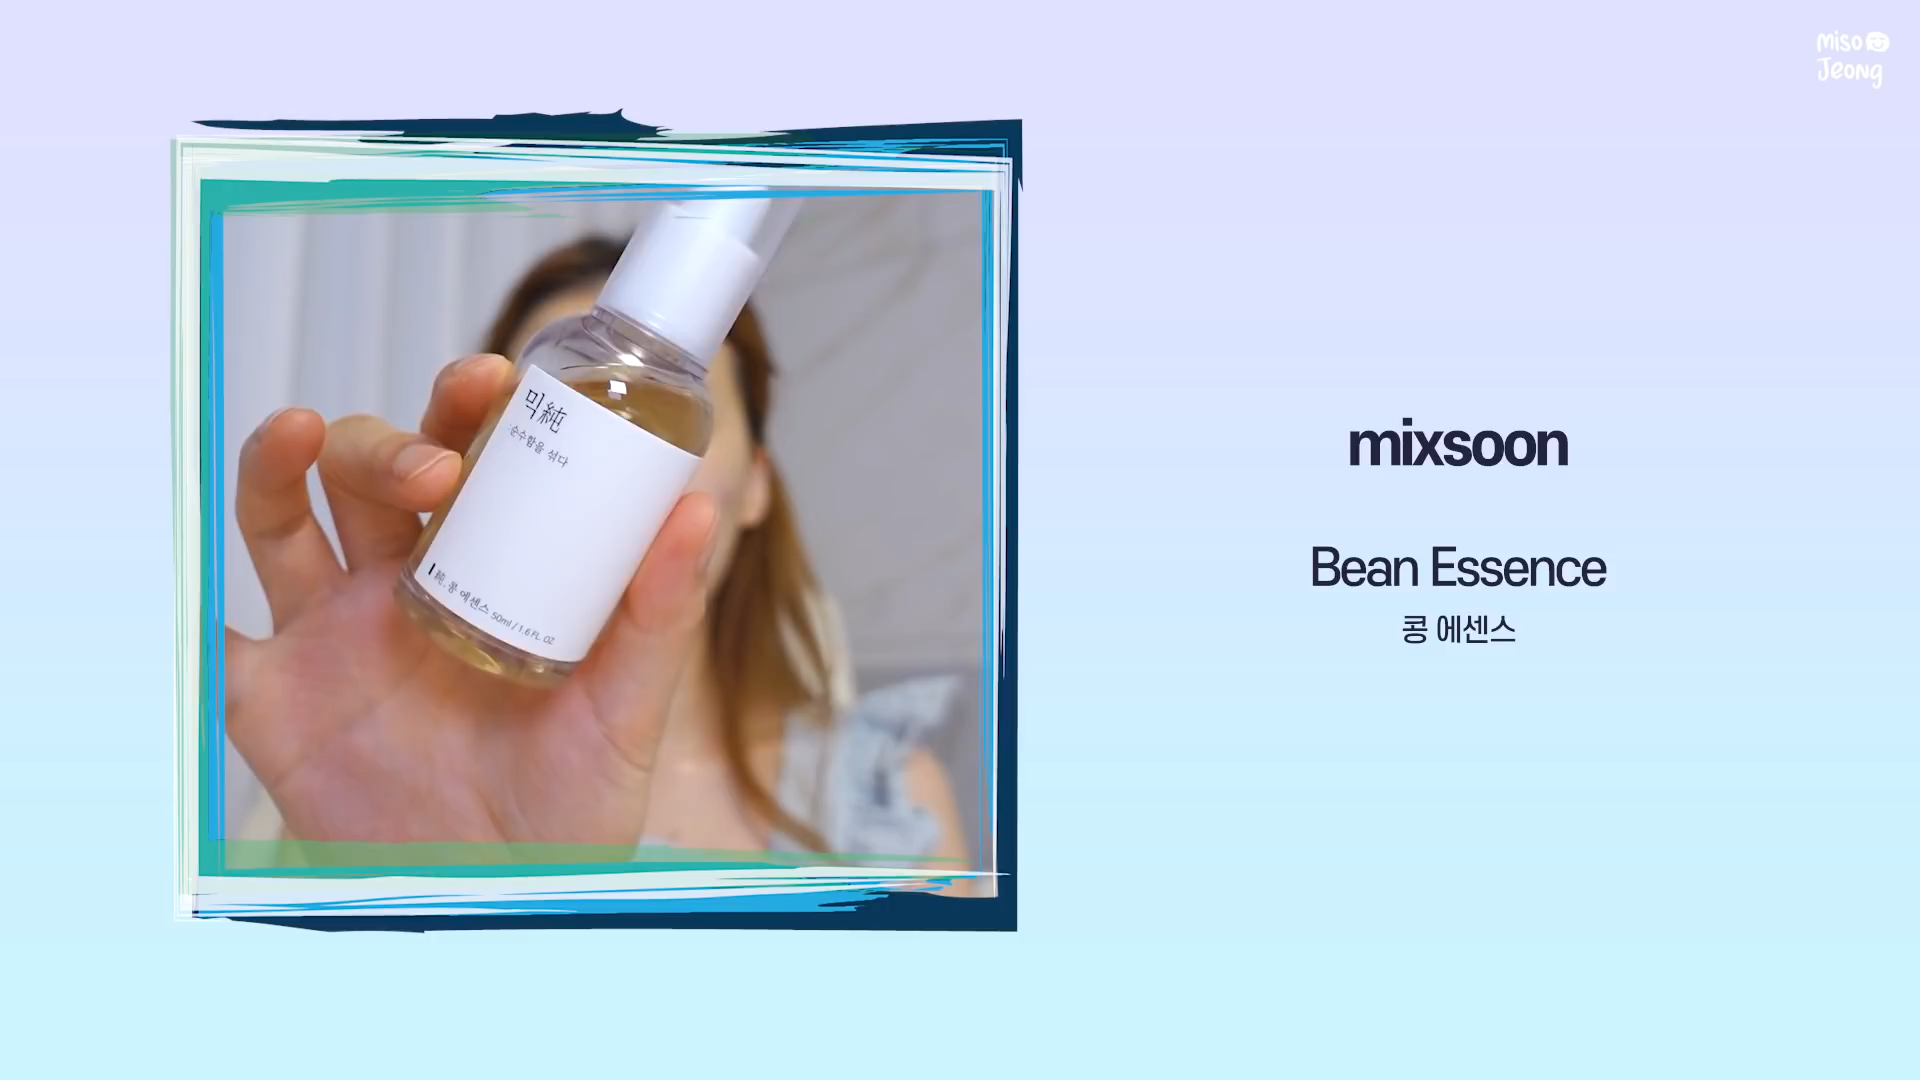 miso
Jeong
믹純
:순수함을 섞다
純. 콩 에센스 50ml / 1.6 FL OZ
mixsoon
Bean Essence
콩 에센스